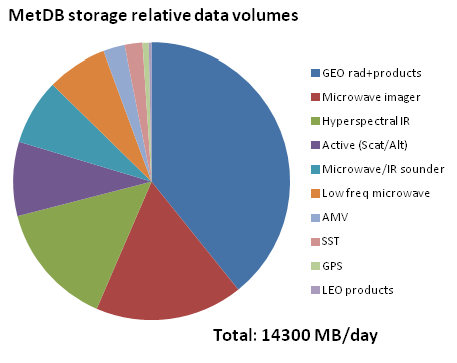 MetDB storage relative data volumes
GEO rad+products
Microwave imager
Hyperspectral IR
Active (Scat/Alt)
Microwave/IR sounder
Low freq microwave
AMV
SST
GPS
LEO products
Total: 14300 MB/day